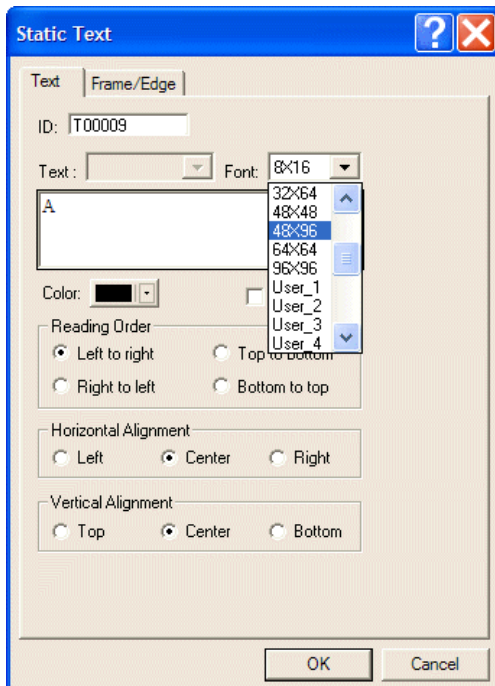 Static Text
Text Frame/Edge
ID: T00009
Text : Font: 8X16
32X64
A
48X48
48X96
64X64
96X96
User_1
Color:
User_2
User_3
User_4
Reading Order
Left to right Top to bottom
Right to left Bottom to top
Horizontal Alignment
Left Center Right
Vertical Alignment
Top Center Bottom
OK Cancel